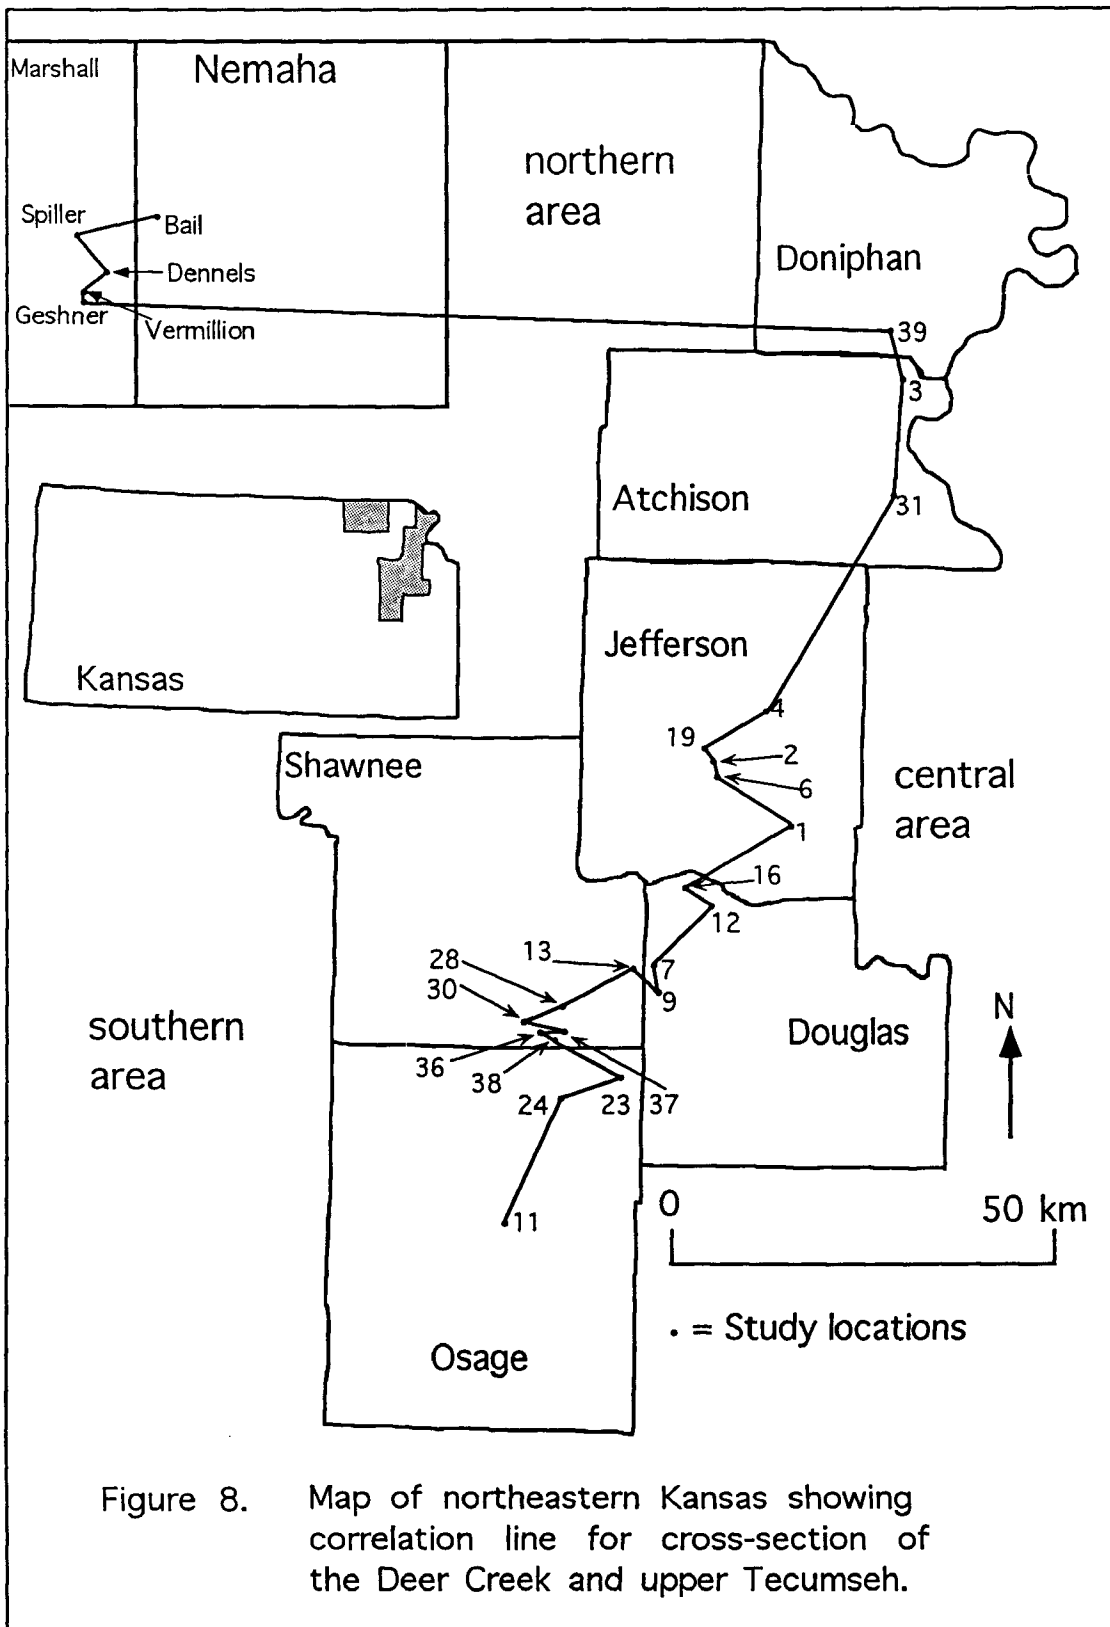 Marshall
Nemaha
northern
area
Spiller
Bail
Dennels
Geshner
Vermillion
Doniphan
39
3
Atchison
31
Kansas
Jefferson
4
19
2
6
1
Shawnee
central
area
16
12
13
28
30
7
9
southern
area
36
38
37
24
23
11
Douglas
N
0 50 km
• = Study locations
Osage
Figure 8. Map of northeastern Kansas showing
correlation line for cross-section of
the Deer Creek and upper Tecumseh.